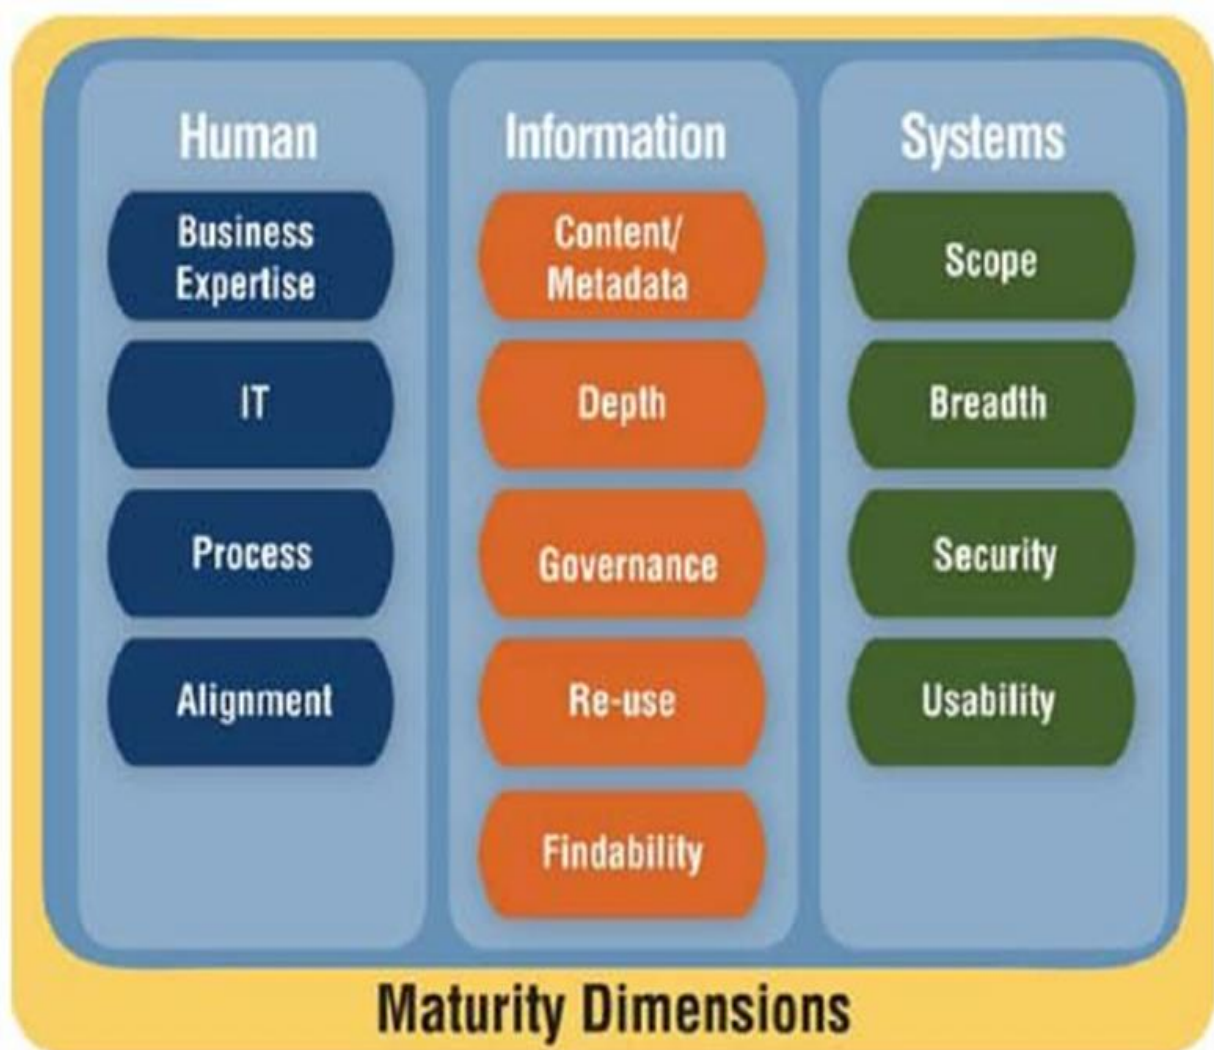 Human
Business
Expertise
IT
Process
Alignment
Information
Content/
Metadata
Depth
Governance
Re-use
Findability
Systems
Scope
Breadth
Security
Usability
Maturity Dimensions